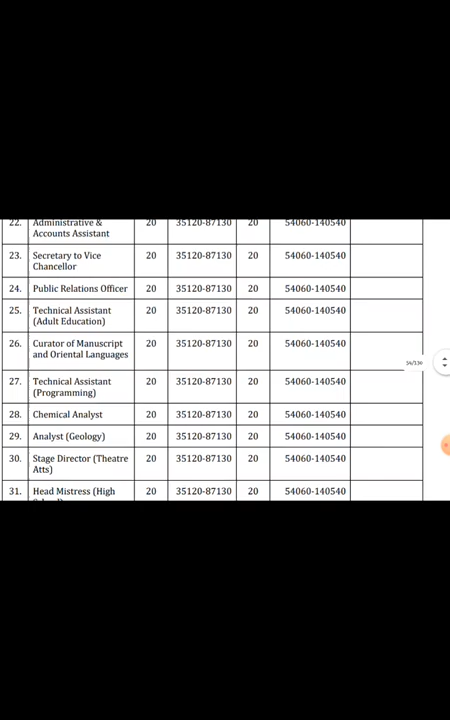 22. Administrative & 20 35120-87130 20 54060-140540
Accounts Assistant
23. Secretary to Vice 20 35120-87130 20 54060-140540
Chancellor
24. Public Relations Officer 20 35120-87130 20 54060-140540
25. Technical Assistant 20 35120-87130 20 54060-140540
(Adult Education)
26. Curator of Manuscript 20 35120-87130 20 54060-140540
and Oriental Languages
54/130
27. Technical Assistant 20 35120-87130 20 54060-140540
(Programming)
28. Chemical Analyst 20 35120-87130 20 54060-140540
29. Analyst (Geology) 20 35120-87130 20 54060-140540
30. Stage Director (Theatre 20 35120-87130 20 54060-140540
Atts)
31. Head Mistress (High 20 35120-87130 20 54060-140540